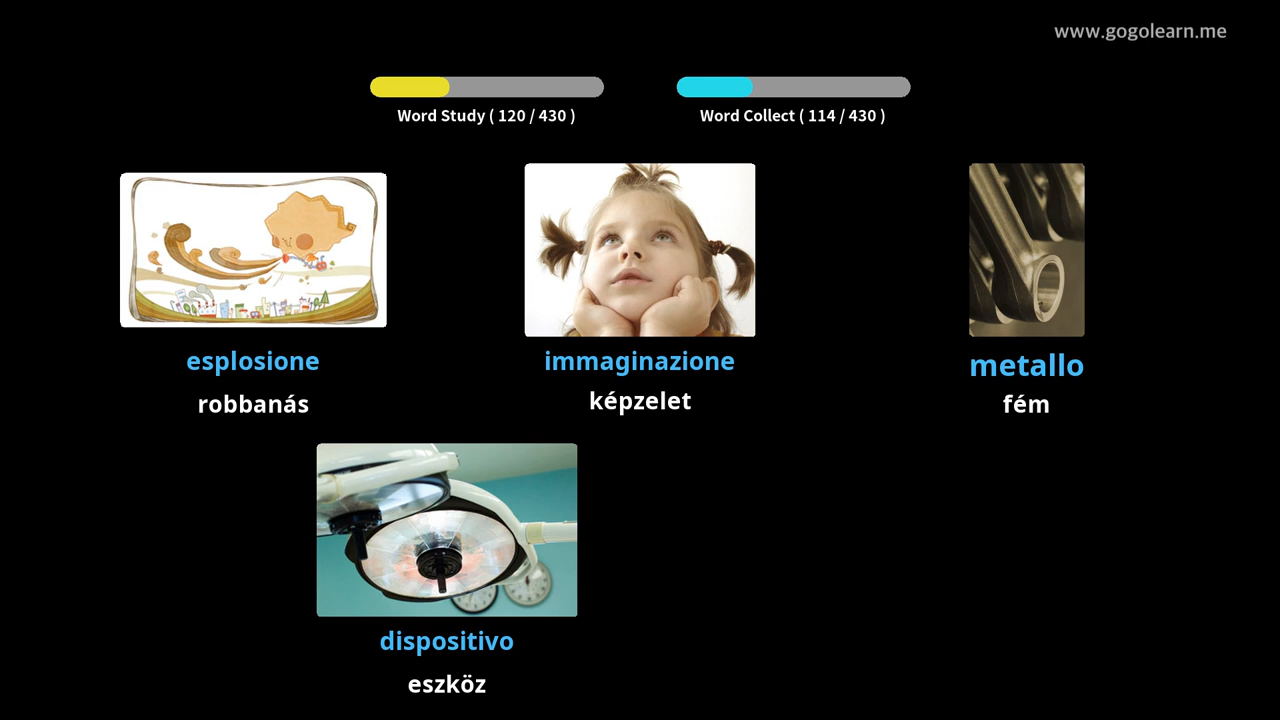 www.gogolearn.me
Word Study ( 120 / 430 )
Word Collect ( 114 / 430 )
esplosione
robbanás
immaginazione
képzelet
metallo
fém
dispositivo
eszköz